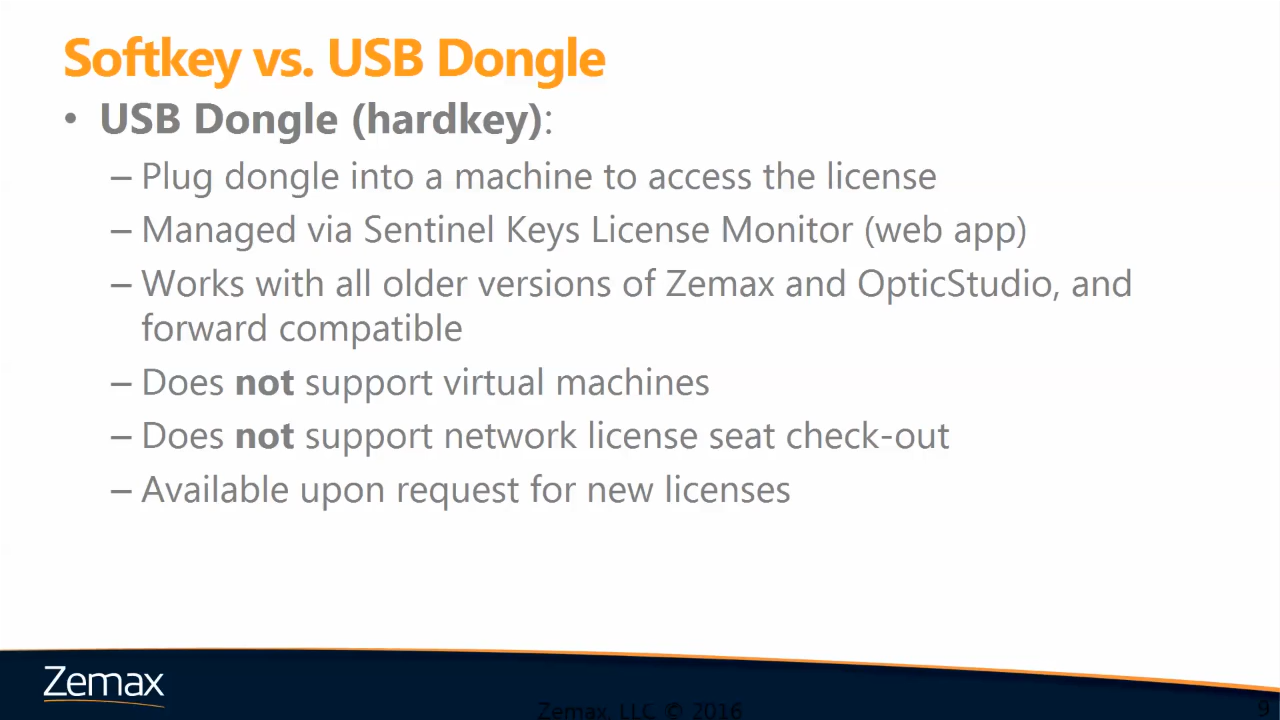 Softkey vs. USB Dongle
• USB Dongle (hardkey):
– Plug dongle into a machine to access the license
– Managed via Sentinel Keys License Monitor (web app)
– Works with all older versions of Zemax and OpticStudio, and
forward compatible
– Does not support virtual machines
– Does not support network license seat check-out
– Available upon request for new licenses
Zemax
Zemax, LLC © 2016
9